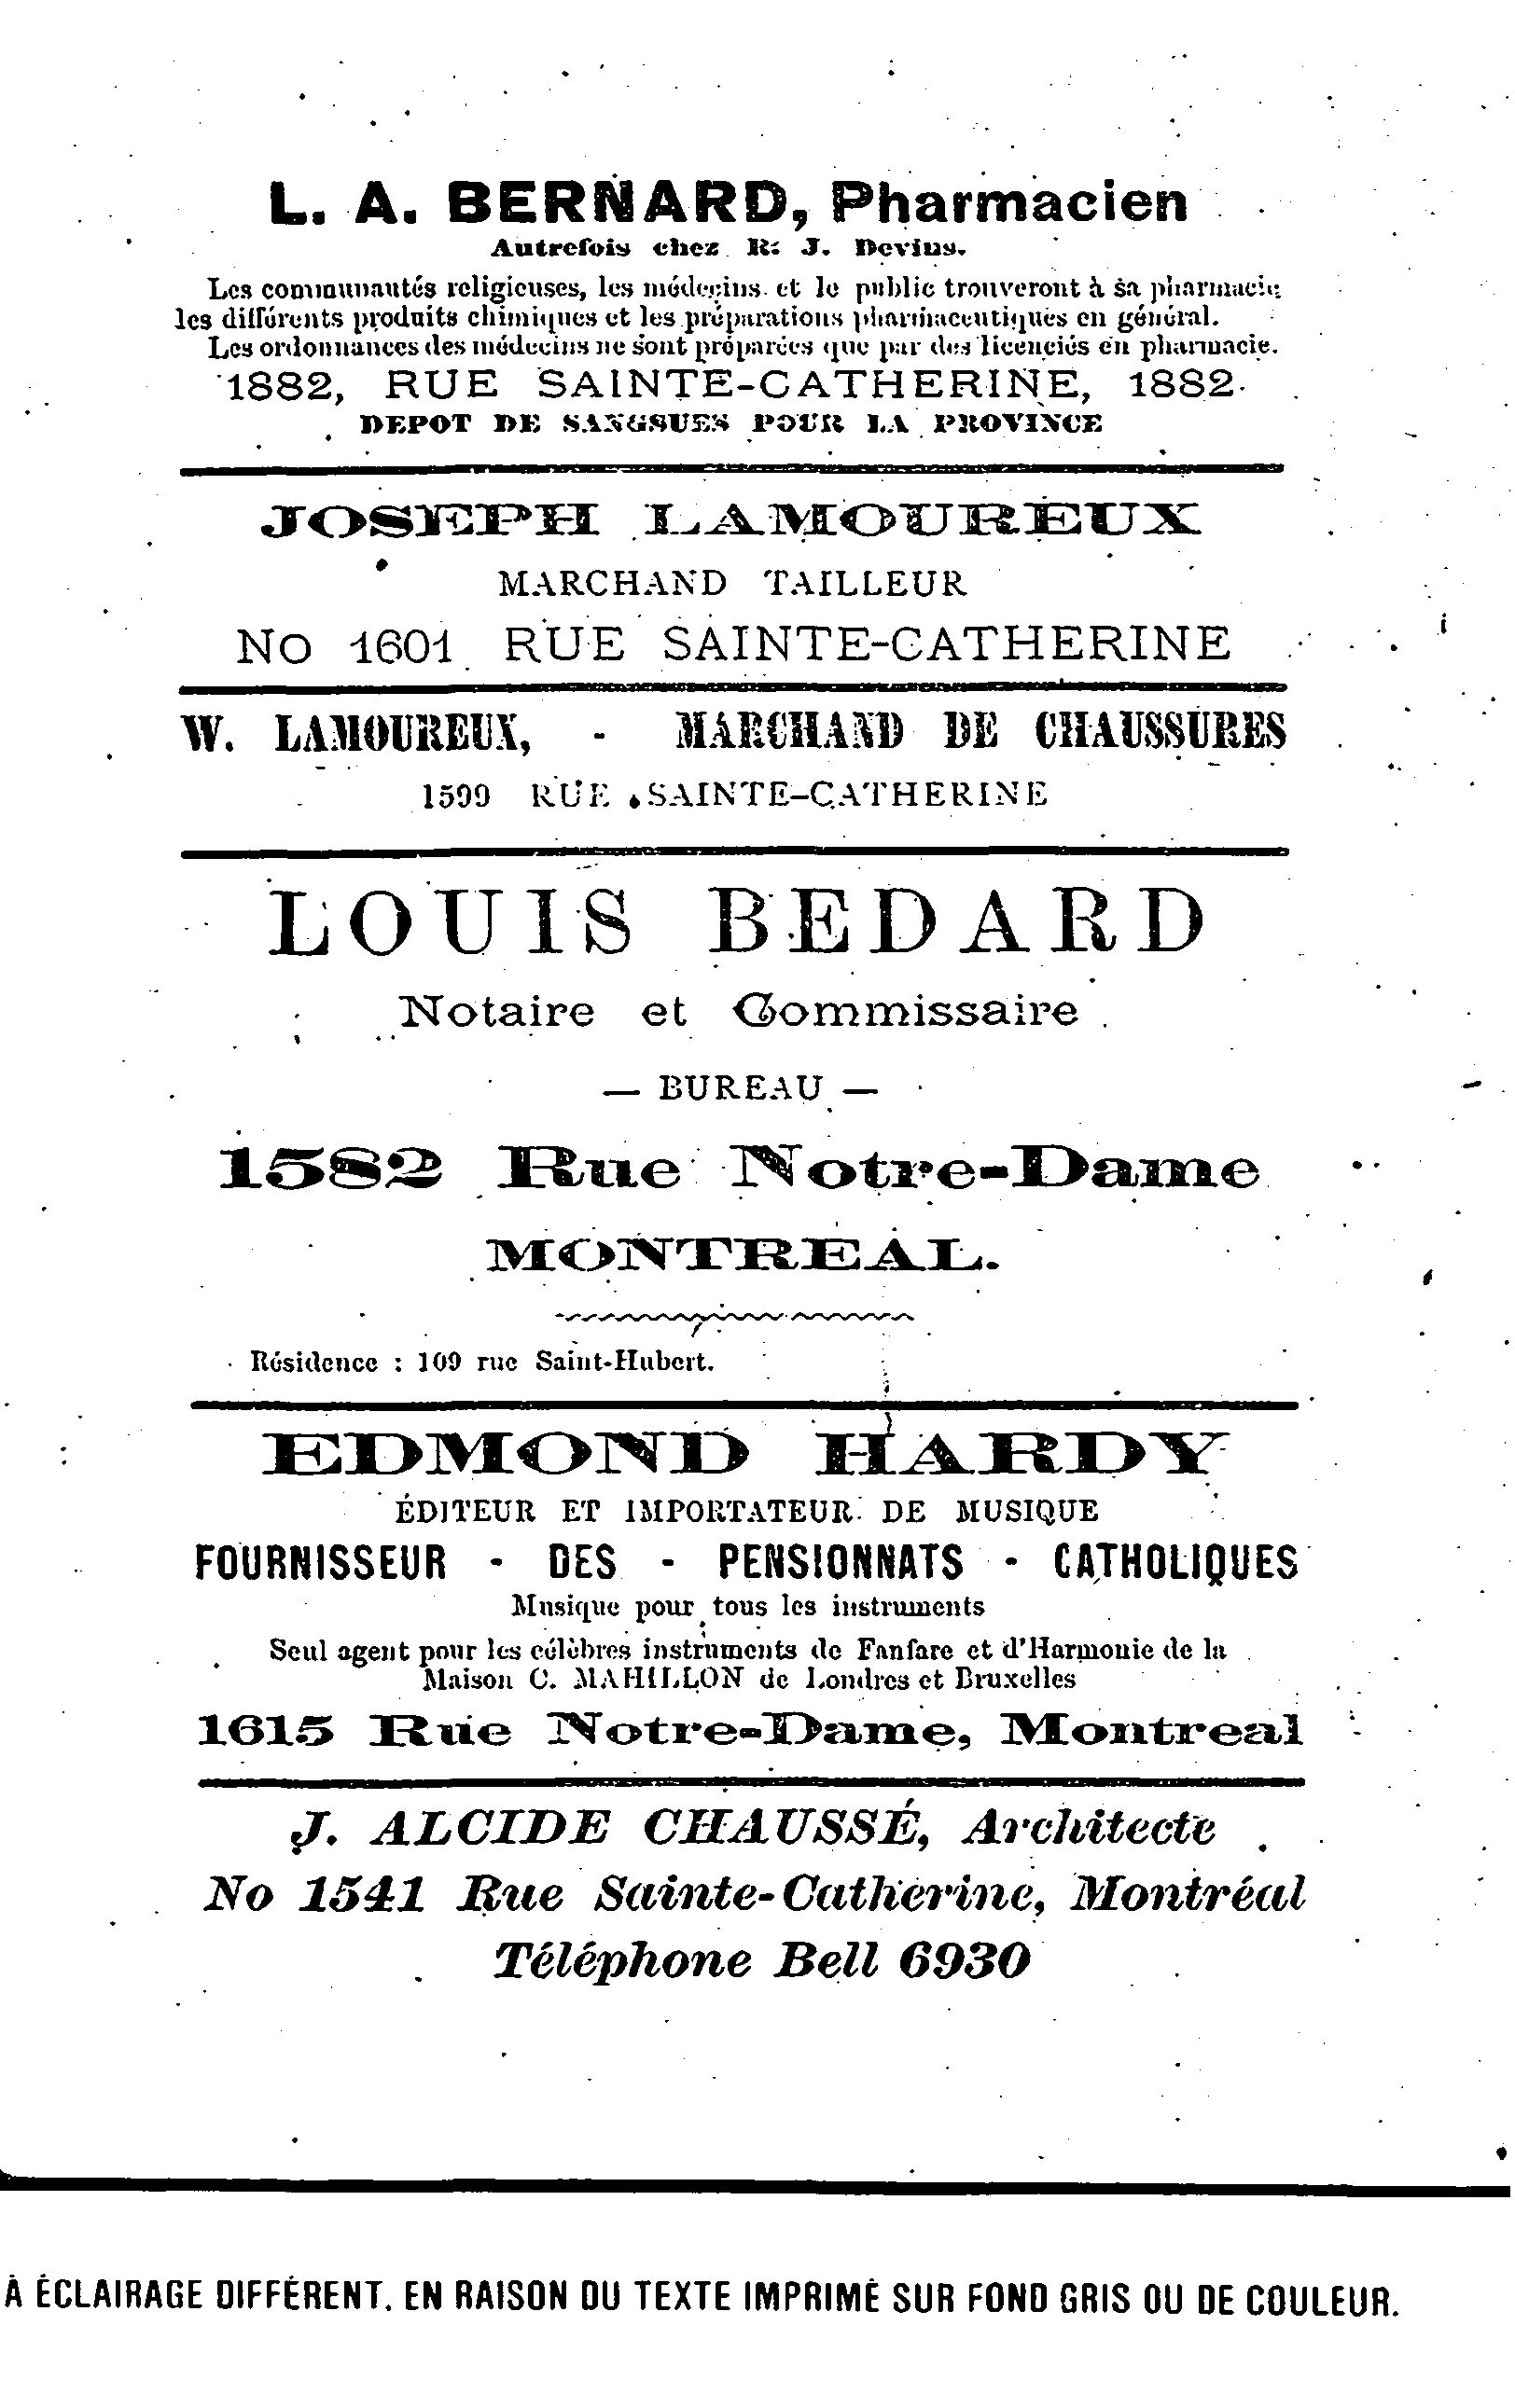 L. A. BERNARD, Pharmacien
Autrefois chez R. J. Devins.
Les communautés religieuses, les médecins et le public trouveront à sa pharmacie
les différents produits chimiques et les préparations pharmaceutiques en général.
Les ordonnances des médecins ne sont préparées que par des licenciés en pharmacie.
1882, RUE SAINTE-CATHERINE, 1882
DEPOT DE SANGSUES POUR LA PROVINCE
JOSEPH LAMOUREUX
MARCHAND TAILLEUR
No 1601 RUE SAINTE-CATHERINE
W. LAMOUREUX, - MARCHAND DE CHAUSSURES
1599 RUE SAINTE-CATHERINE
LOUIS BEDARD
Notaire et Commissaire
— BUREAU —
1582 Rue Notre-Dame
MONTREAL.
Résidence : 109 rue Saint-Hubert.
EDMOND HARDY
ÉDITEUR ET IMPORTATEUR DE MUSIQUE
FOURNISSEUR - DES - PENSIONNATS - CATHOLIQUES
Musique pour tous les instruments
Seul agent pour les célèbres instruments de Fanfare et d'Harmonie de la
Maison C. MAHILLON de Londres et Bruxelles
1615 Rue Notre-Dame, Montreal
J. ALCIDE CHAUSSÉ, Architecte
No 1541 Rue Sainte-Catherine, Montréal
Téléphone Bell 6930
À ÉCLAIRAGE DIFFÉRENT. EN RAISON DU TEXTE IMPRIMÉ SUR FOND GRIS OU DE COULEUR.